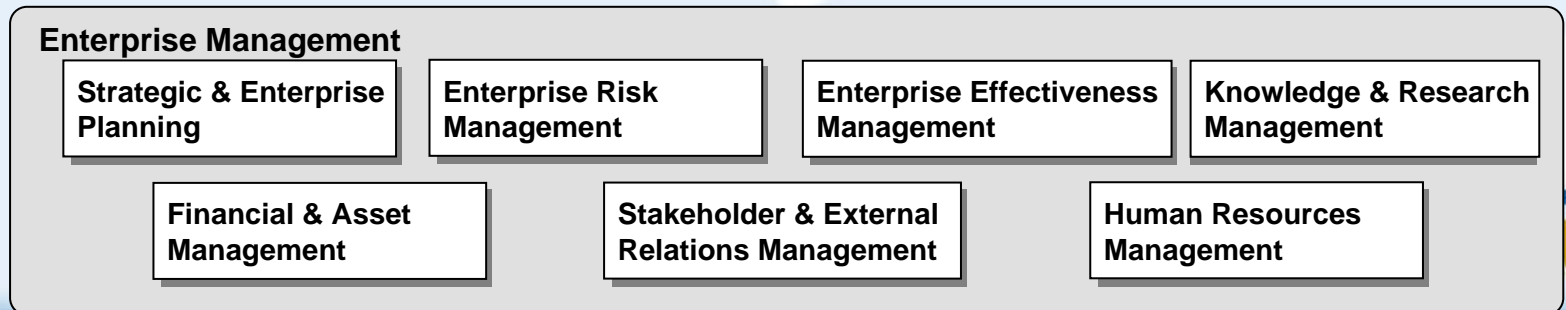 Enterprise Management
Strategic & Enterprise
Planning
Enterprise Risk
Management
Enterprise Effectiveness
Management
Knowledge & Research
Management
Financial & Asset
Management
Stakeholder & External
Relations Management
Human Resources
Management